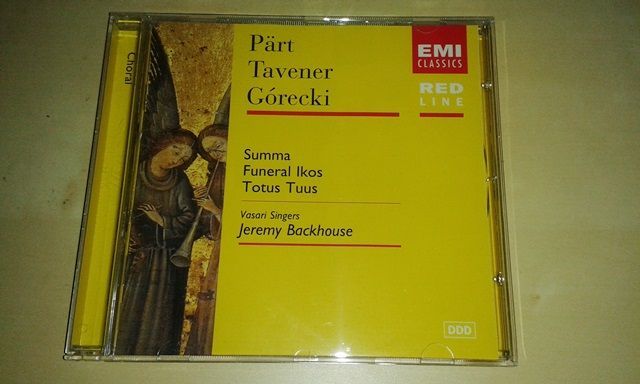 Choral
Pärt
Tavener
Górecki
Summa
Funeral Ikos
Totus Tuus
Vasari Singers
Jeremy Backhouse
EMI
CLASSICS
RED
LINE
DDD